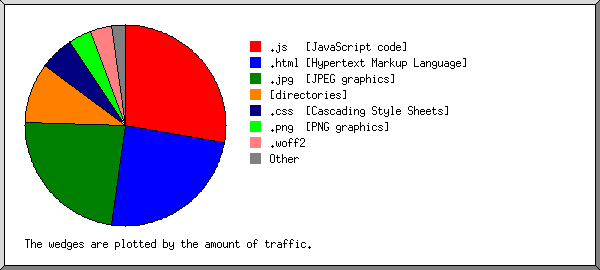 .js [JavaScript code]
.html [Hypertext Markup Language]
.jpg [JPEG graphics]
[directories]
.css [Cascading Style Sheets]
.png [PNG graphics]
.woff2
Other
The wedges are plotted by the amount of traffic.